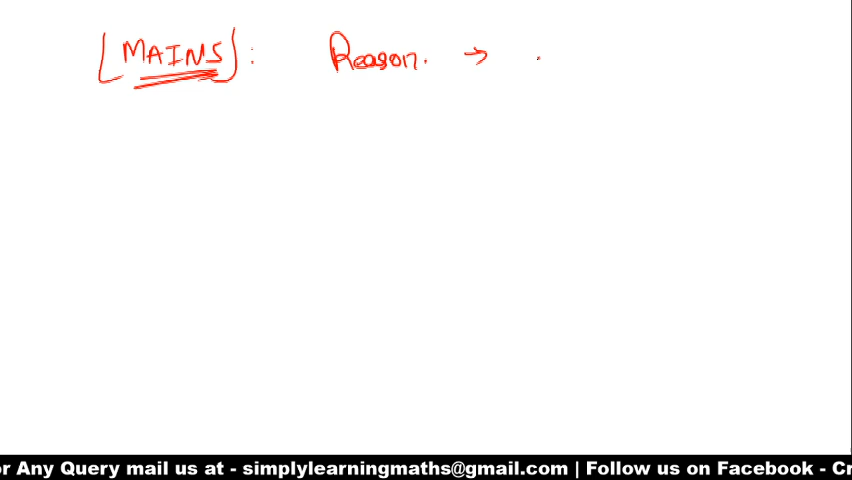 [MAINS] : Reason. →
or Any Query mail us at - simplylearningmaths@gmail.com | Follow us on Facebook - Cr